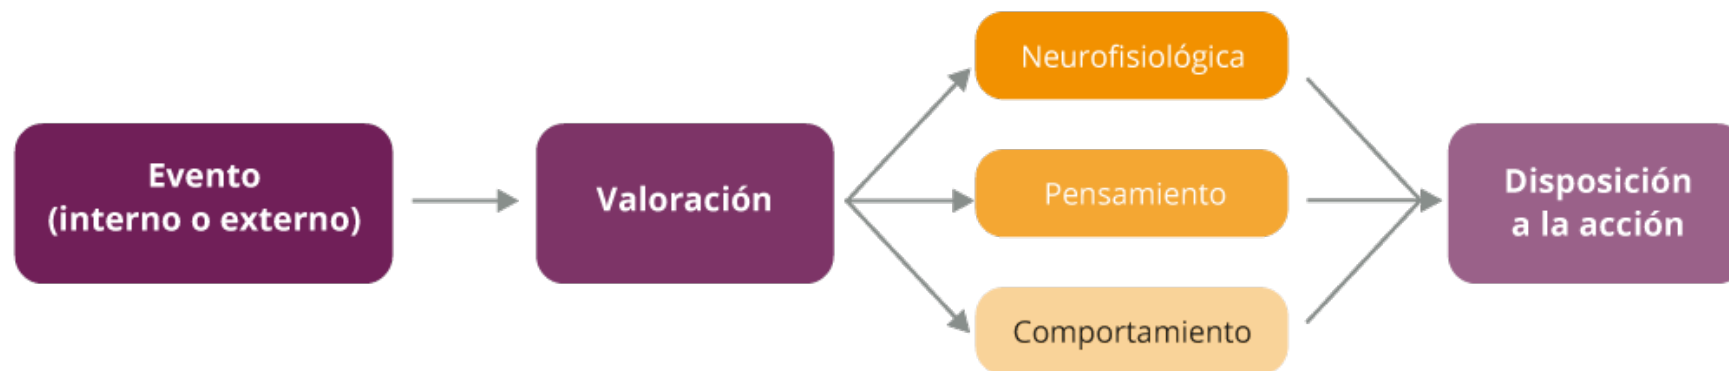 Evento
(interno o externo)
Valoración
Neurofisiológica
Pensamiento
Comportamiento
Disposición
a la acción